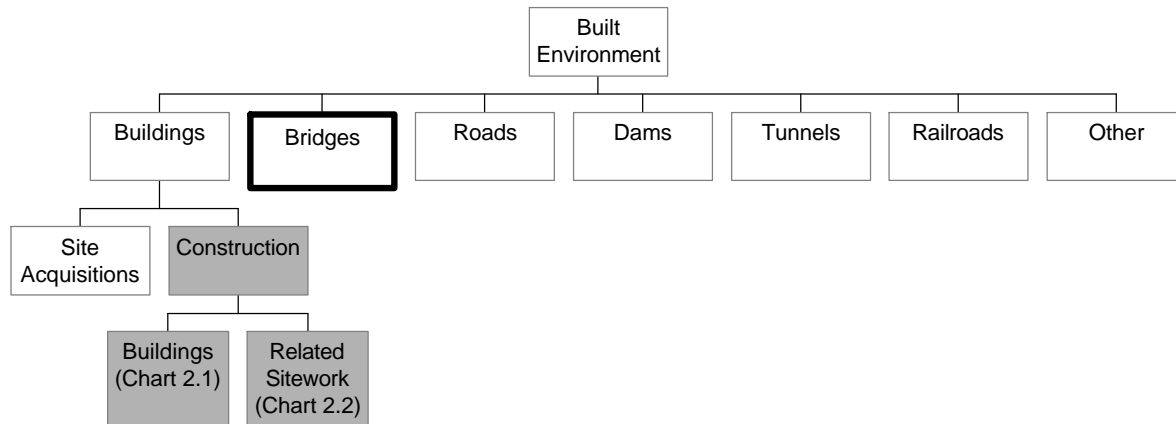 Built
Environment
Buildings
Bridges
Roads
Dams
Tunnels
Railroads
Other
Site
Acquisitions
Construction
Buildings
(Chart 2.1)
Related
Sitework
(Chart 2.2)